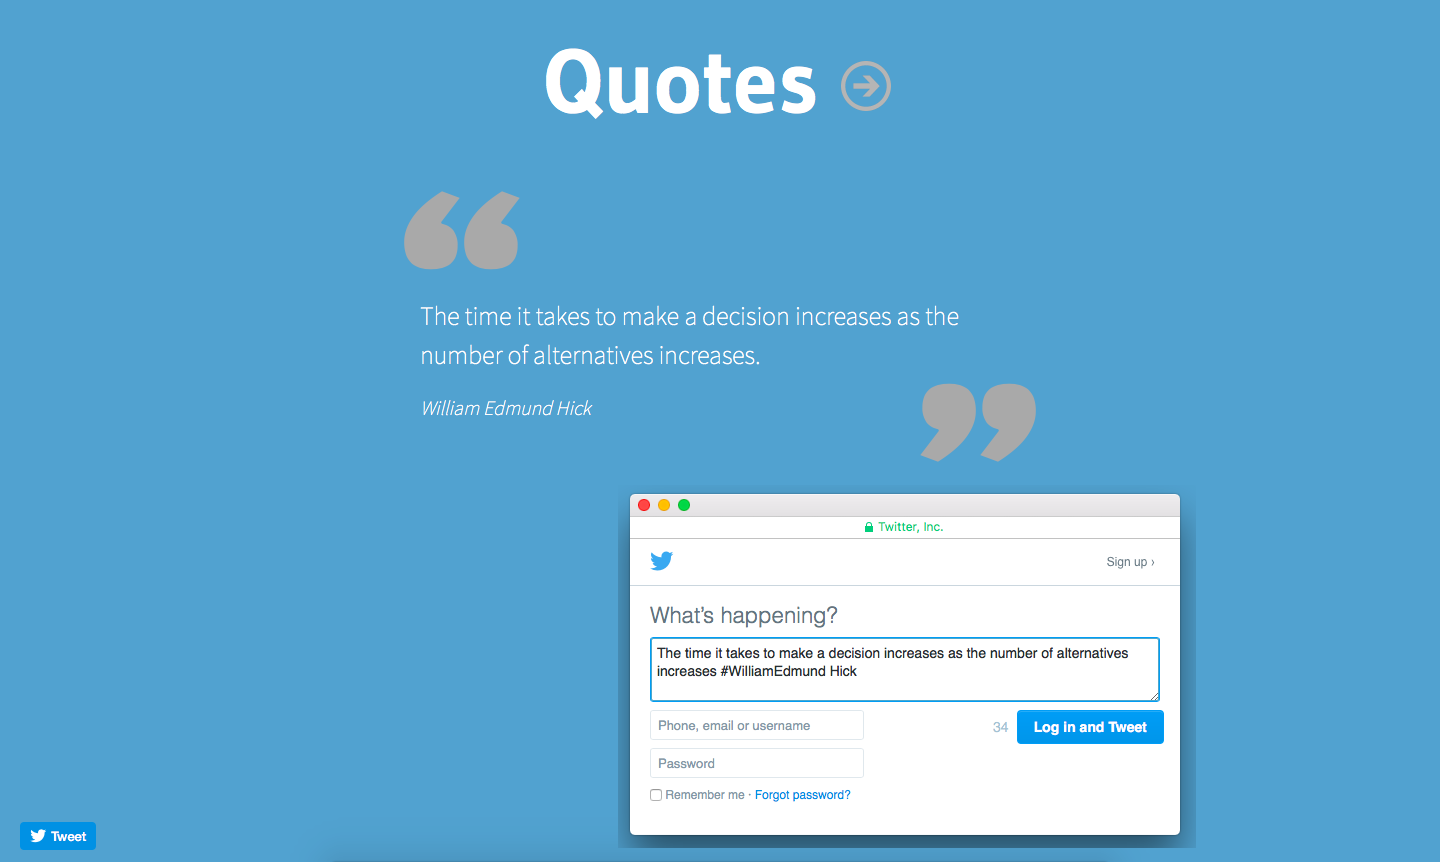 Quotes
“
The time it takes to make a decision increases as the
number of alternatives increases.
William Edmund Hick
”
Twitter, Inc.
Sign up ›
What's happening?
The time it takes to make a decision increases as the number of alternatives
increases #WilliamEdmund Hick
Phone, email or username
34
Log in and Tweet
Password
Remember me · Forgot password?
Tweet